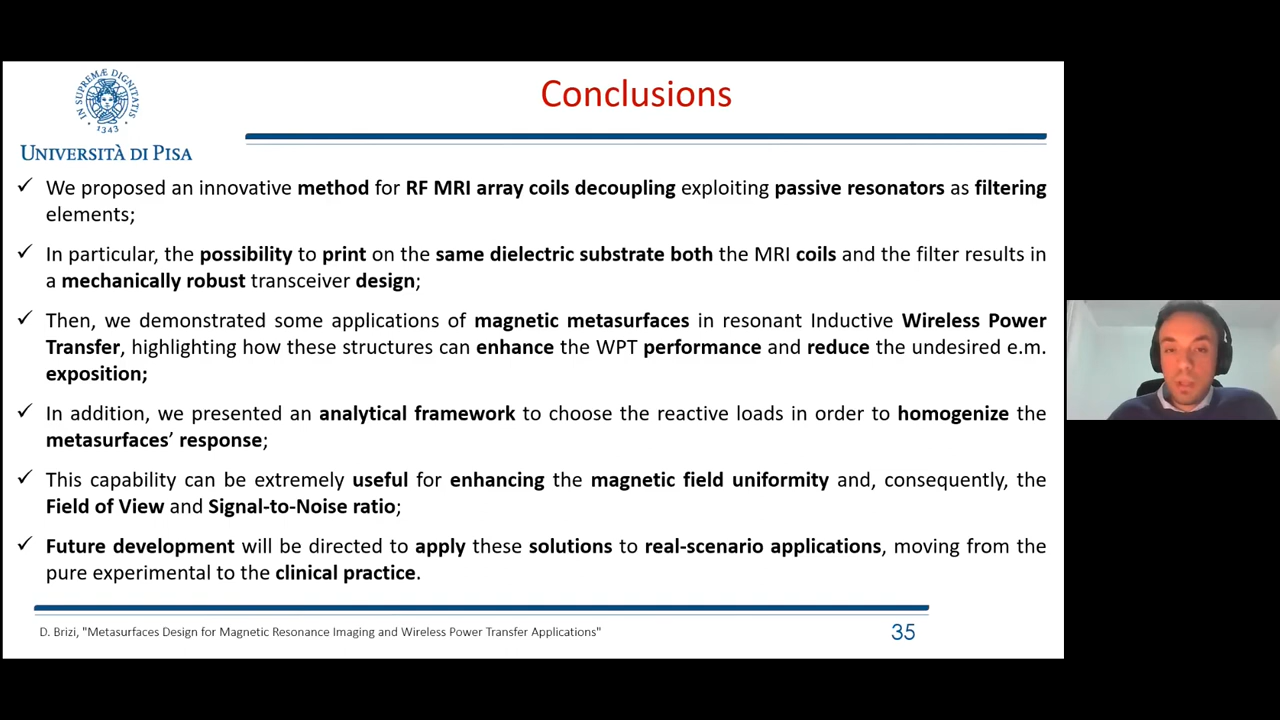 Conclusions
IN SUPREMÆ DIGNITATIS
· 1343 ·
UNIVERSITÀ DI PISA
✓ We proposed an innovative method for RF MRI array coils decoupling exploiting passive resonators as filtering
elements;
✓ In particular, the possibility to print on the same dielectric substrate both the MRI coils and the filter results in
a mechanically robust transceiver design;
✓ Then, we demonstrated some applications of magnetic metasurfaces in resonant Inductive Wireless Power
Transfer, highlighting how these structures can enhance the WPT performance and reduce the undesired e.m.
exposition;
✓ In addition, we presented an analytical framework to choose the reactive loads in order to homogenize the
metasurfaces’ response;
✓ This capability can be extremely useful for enhancing the magnetic field uniformity and, consequently, the
Field of View and Signal-to-Noise ratio;
✓ Future development will be directed to apply these solutions to real-scenario applications, moving from the
pure experimental to the clinical practice.
D. Brizi, "Metasurfaces Design for Magnetic Resonance Imaging and Wireless Power Transfer Applications"
35